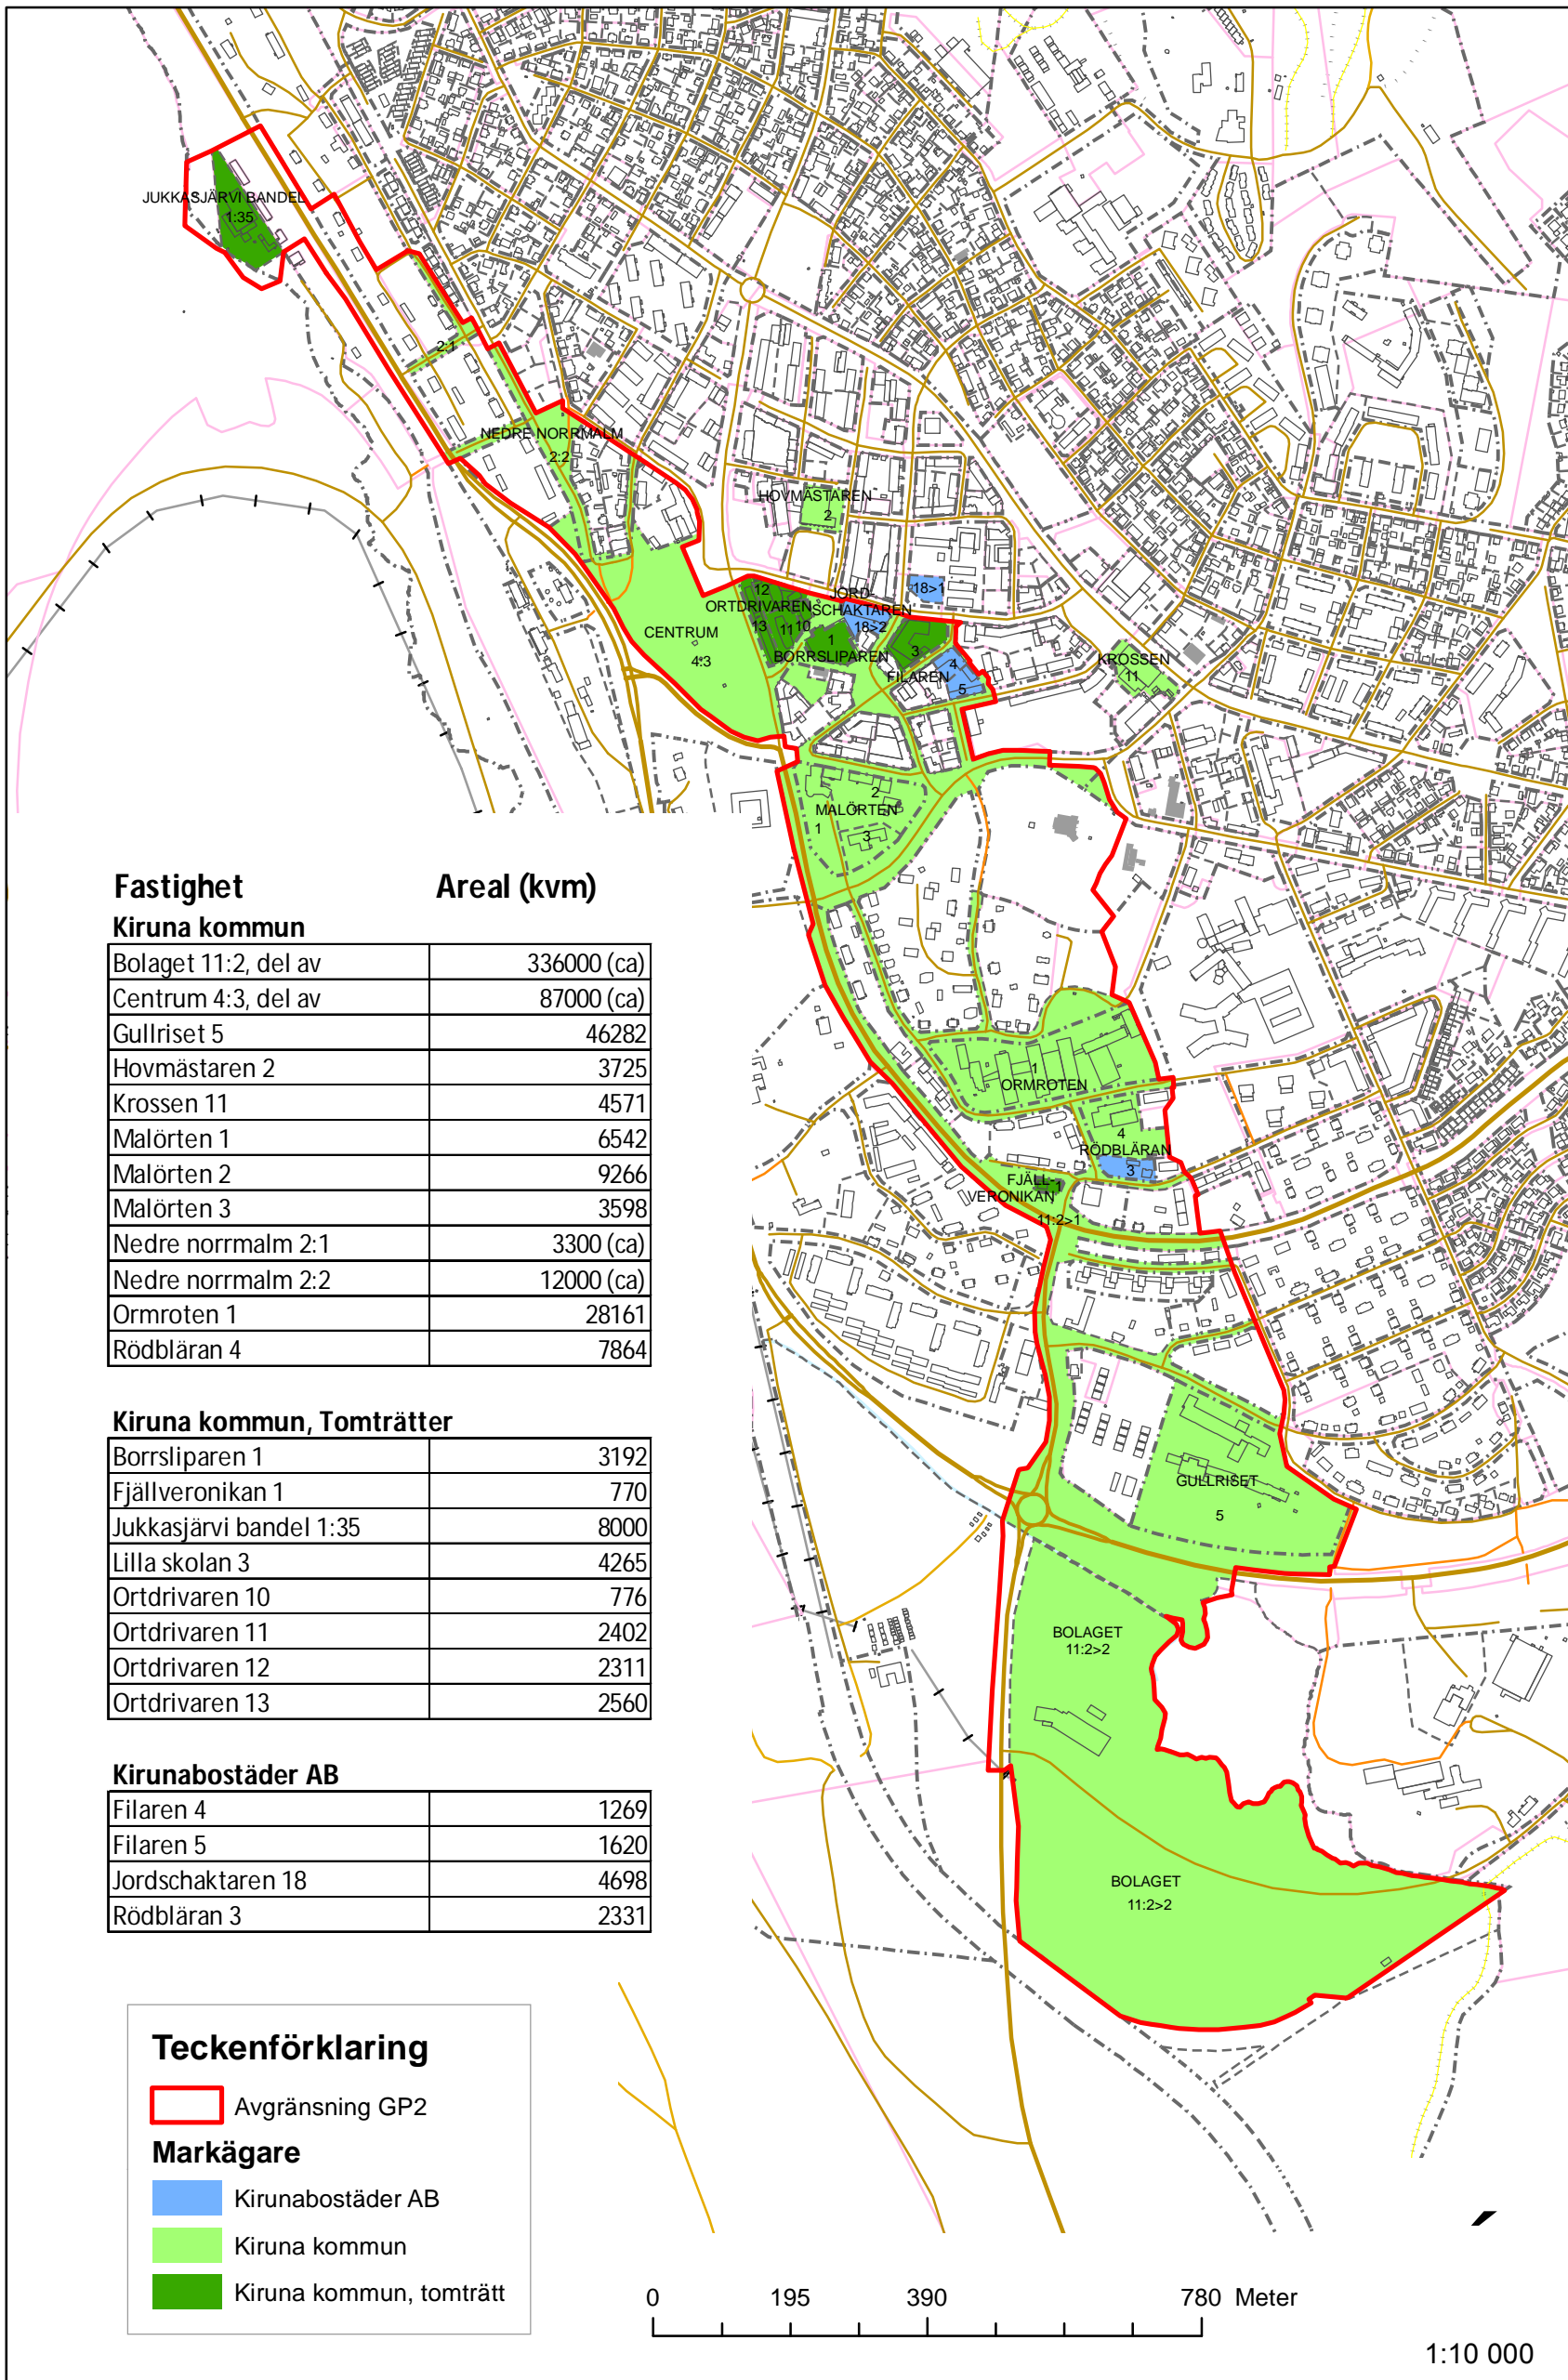 JUKKASJÄRVI BANDEL
1:35
2:1
NEDRE NORRMALM
2:2
HOVMÄSTAREN
2
12
ORTDRIVAREN
13
11
10
JORD-
SCHAKTAREN
18>2
18>1
CENTRUM
4:3
1
BORRSLIPAREN
3
FILAREN
4
5
KROSSEN
11
2
MALÖRTEN
1
3
1
ORMROTEN
4
RÖDBLÄRAN
3
FJÄLL-
VERONIKAN
1
11:2>1
GULLRISET
5
BOLAGET
11:2>2
BOLAGET
11:2>2
Fastighet Areal (kvm)
Kiruna kommun
Bolaget 11:2, del av 336000 (ca)
Centrum 4:3, del av 87000 (ca)
Gullriset 5 46282
Hovmästaren 2 3725
Krossen 11 4571
Malörten 1 6542
Malörten 2 9266
Malörten 3 3598
Nedre norrmalm 2:1 3300 (ca)
Nedre norrmalm 2:2 12000 (ca)
Ormroten 1 28161
Rödbläran 4 7864
Kiruna kommun, Tomträtter
Borrsliparen 1 3192
Fjällveronikan 1 770
Jukkasjärvi bandel 1:35 8000
Lilla skolan 3 4265
Ortdrivaren 10 776
Ortdrivaren 11 2402
Ortdrivaren 12 2311
Ortdrivaren 13 2560
Kirunabostäder AB
Filaren 4 1269
Filaren 5 1620
Jordschaktaren 18 4698
Rödbläran 3 2331
Teckenförklaring
Avgränsning GP2
Markägare
Kirunabostäder AB
Kiruna kommun
Kiruna kommun, tomträtt
0 195 390 780 Meter
1:10 000